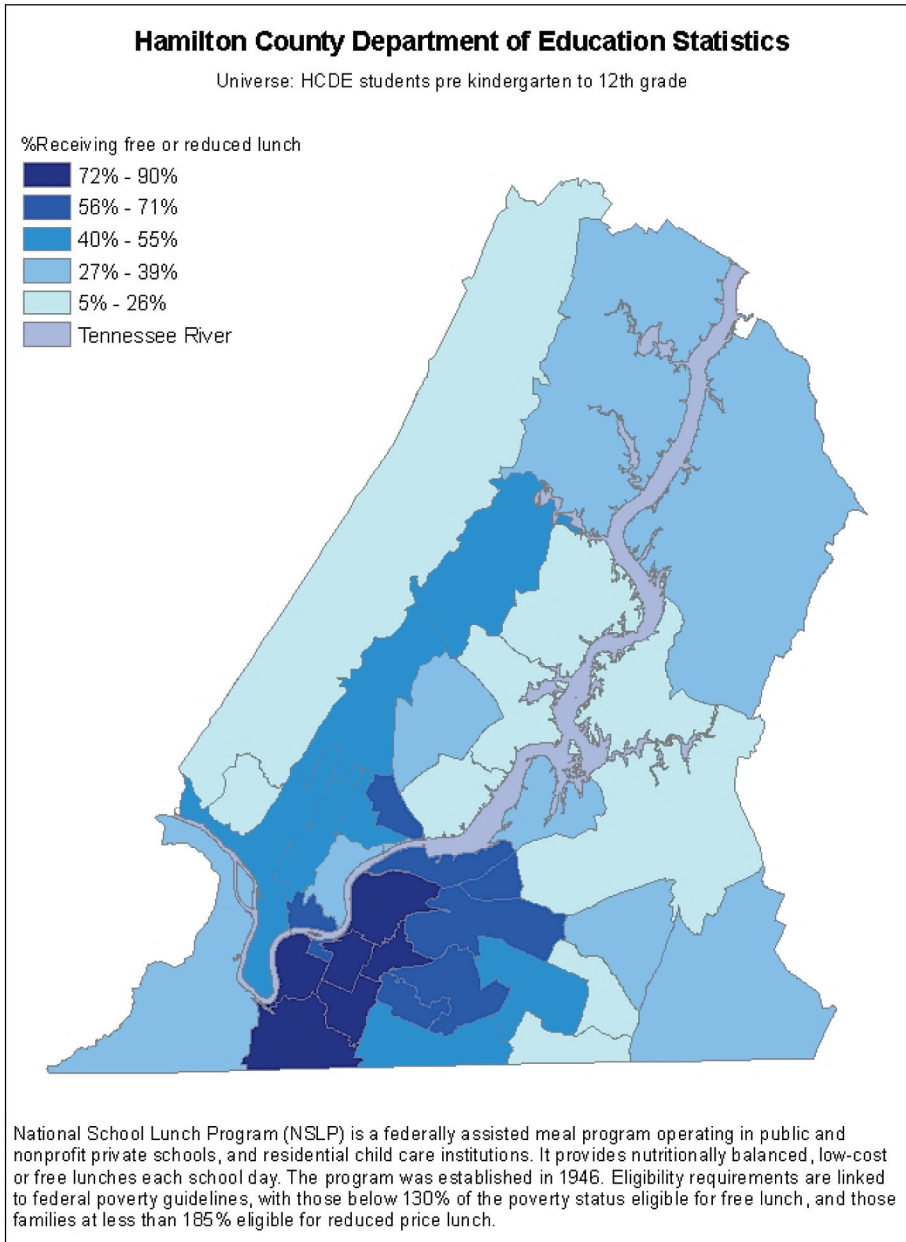 Hamilton County Department of Education Statistics
Universe: HCDE students pre kindergarten to 12th grade
%Receiving free or reduced lunch
72% - 90%
56% - 71%
40% - 55%
27% - 39%
5% - 26%
Tennessee River
National School Lunch Program (NSLP) is a federally assisted meal program operating in public and
nonprofit private schools, and residential child care institutions. It provides nutritionally balanced, low-cost
or free lunches each school day. The program was established in 1946. Eligibility requirements are linked
to federal poverty guidelines, with those below 130% of the poverty status eligible for free lunch, and those
families at less than 185% eligible for reduced price lunch.